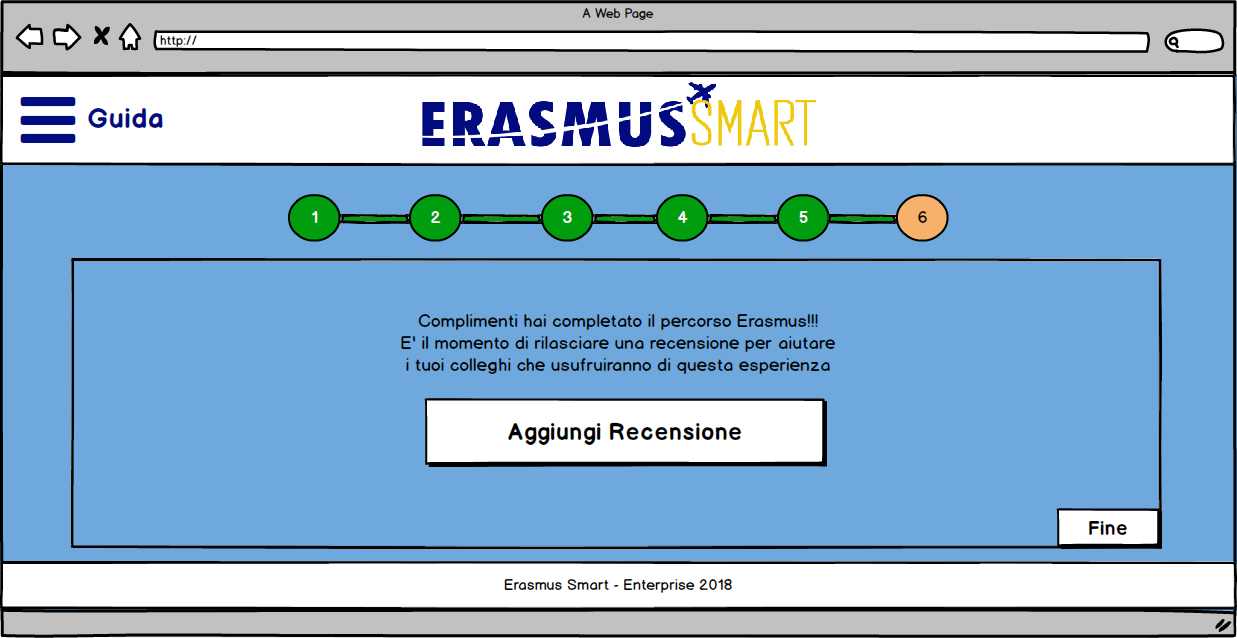 A Web Page
http://
Guida
ERASMUSSMART
1 2 3 4 5 6
Complimenti hai completato il percorso Erasmus!!!
E' il momento di rilasciare una recensione per aiutare
i tuoi colleghi che usufruiranno di questa esperienza
Aggiungi Recensione
Fine
Erasmus Smart - Enterprise 2018